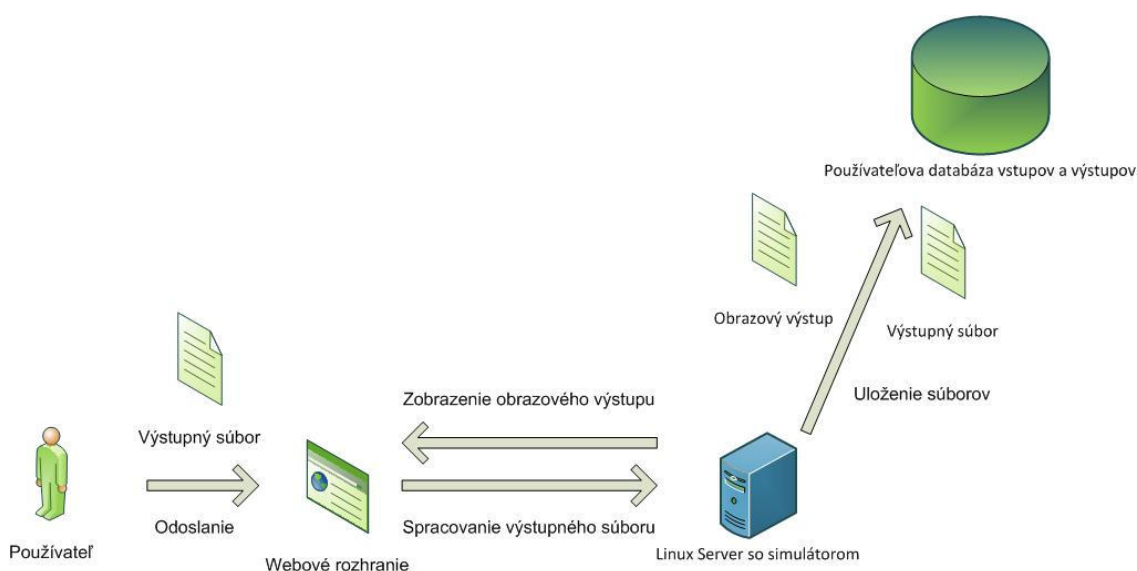 Používateľova databáza vstupov a výstupov
Obrazový výstup
Výstupný súbor
Uloženie súborov
Zobrazenie obrazového výstupu
Výstupný súbor
Odoslanie
Spracovanie výstupného súboru
Používateľ
Webové rozhranie
Linux Server so simulátorom